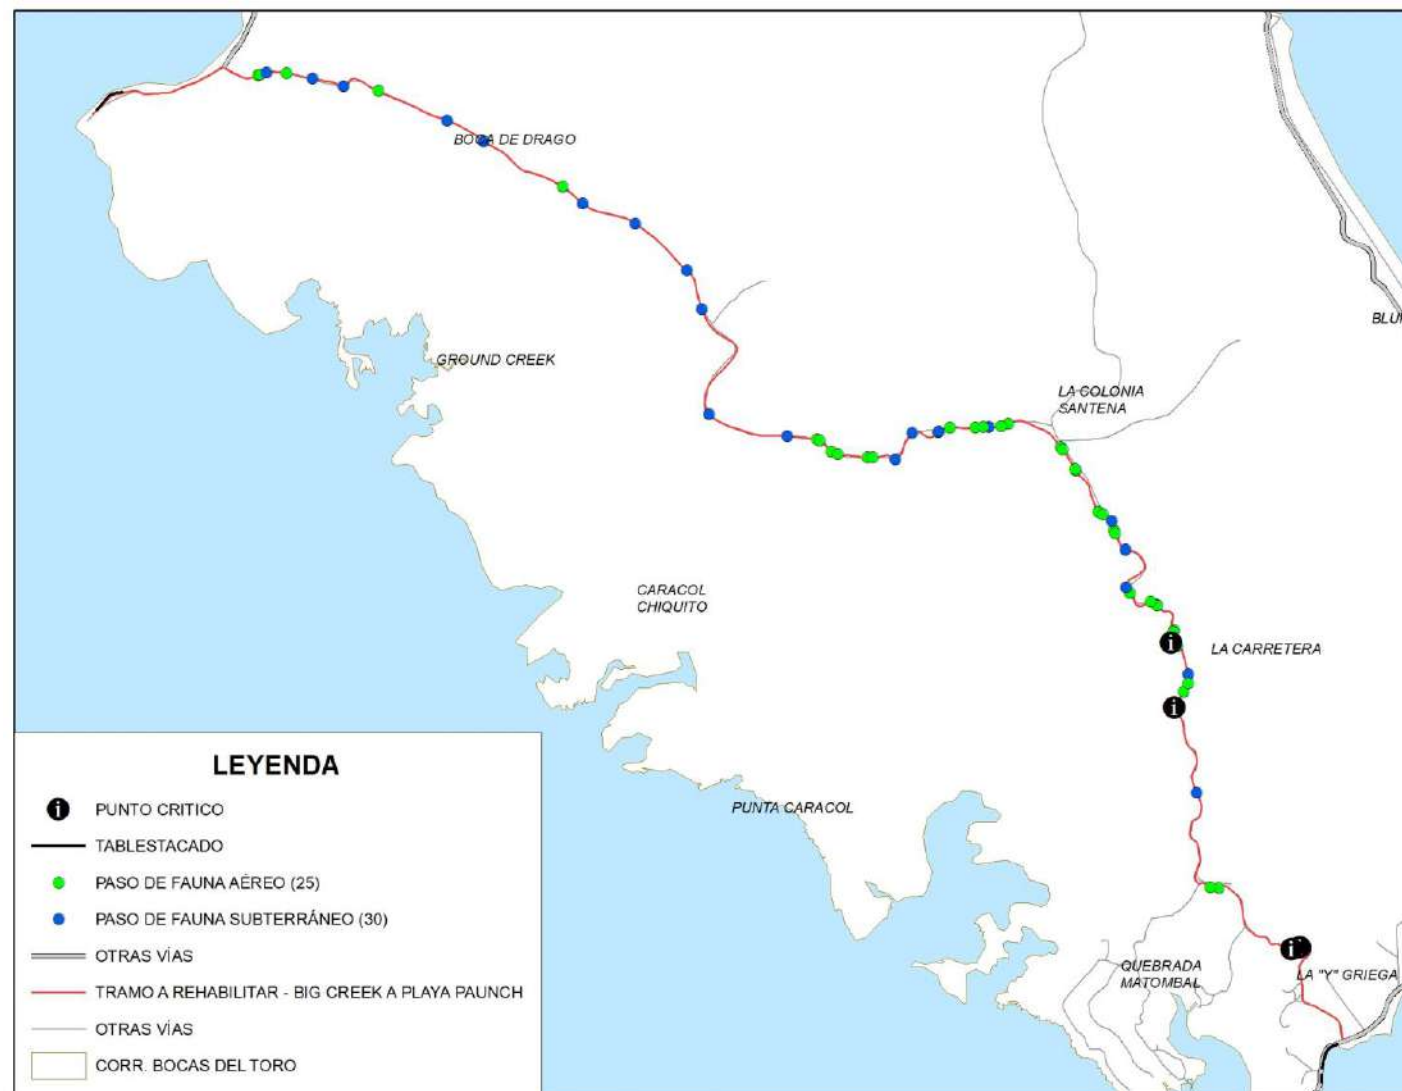 BOCA DE DRAGO
BLUI
GROUND CREEK
LA COLONIA
SANTENA
CARACOL
CHIQUITO
LA CARRETERA
PUNTA CARACOL
QUEBRADA
MATOMBAL
LA "Y" GRIEGA
LEYENDA
i PUNTO CRITICO
TABLESTACADO
PASO DE FAUNA AÉREO (25)
PASO DE FAUNA SUBTERRÁNEO (30)
OTRAS VÍAS
TRAMO A REHABILITAR - BIG CREEK A PLAYA PAUNCH
OTRAS VÍAS
CORR. BOCAS DEL TORO
i
i
i